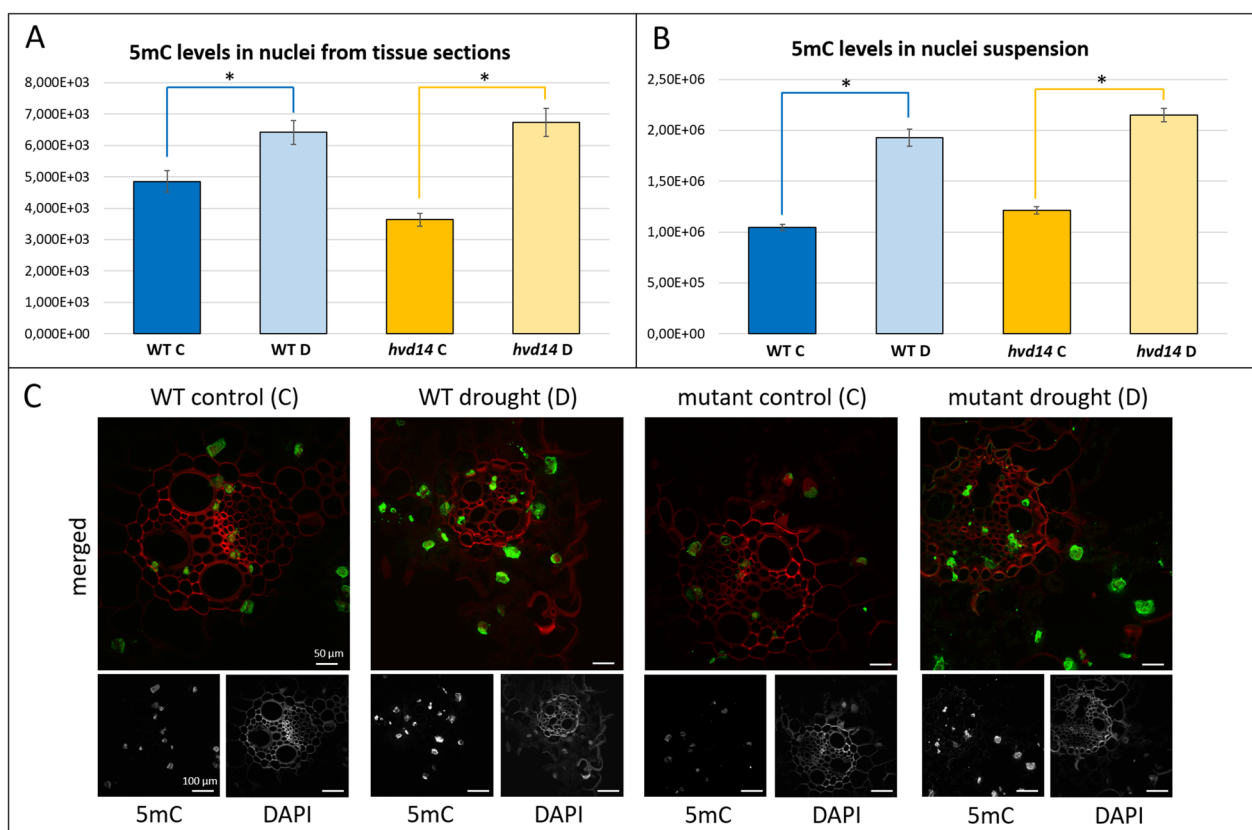 A
5mC levels in nuclei from tissue sections
8,000E+03
7,000E+03
6,000E+03
5,000E+03
4,000E+03
3,000E+03
2,000E+03
1,000E+03
0,000E+00
*
*
WT C
WT D
hvd14 C
hvd14 D
B
5mC levels in nuclei suspension
2,50E+06
2,00E+06
1,50E+06
1,00E+06
5,00E+05
0,00E+00
*
*
WT C
WT D
hvd14 C
hvd14 D
C
WT control (C)
WT drought (D)
mutant control (C)
mutant drought (D)
merged
50 µm
100 µm
5mC
DAPI
5mC
DAPI
5mC
DAPI
5mC
DAPI